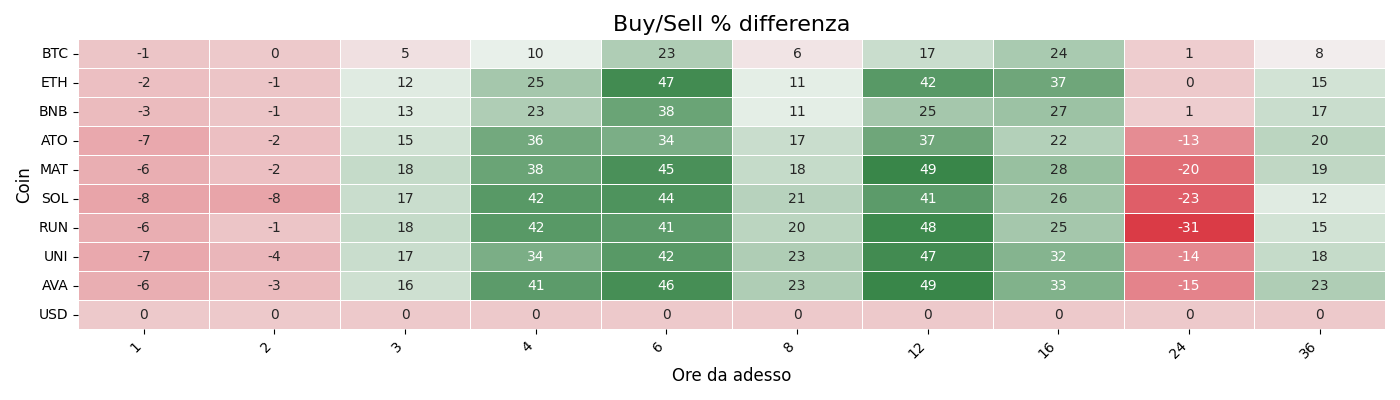 Buy/Sell % differenza
Coin
BTC -1 0 5 10 23 6 17 24 1 8
ETH -2 -1 12 25 47 11 42 37 0 15
BNB -3 -1 13 23 38 11 25 27 1 17
ATO -7 -2 15 36 34 17 37 22 -13 20
MAT -6 -2 18 38 45 18 49 28 -20 19
SOL -8 -8 17 42 44 21 41 26 -23 12
RUN -6 -1 18 42 41 20 48 25 -31 15
UNI -7 -4 17 34 42 23 47 32 -14 18
AVA -6 -3 16 41 46 23 49 33 -15 23
USD 0 0 0 0 0 0 0 0 0 0
1 2 3 4 6 8 12 16 24 36
Ore da adesso